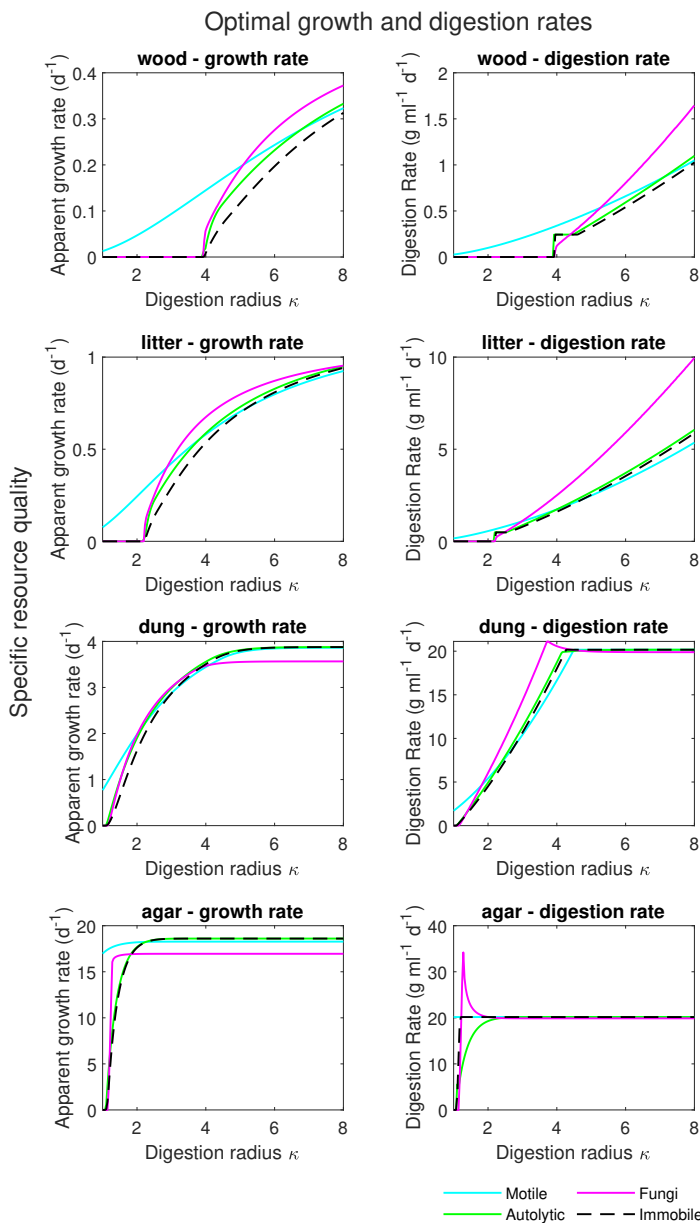 Optimal growth and digestion rates
Specific resource quality
wood - growth rate
Apparent growth rate (d⁻¹)
0.4
0.3
0.2
0.1
0
2 4 6 8
Digestion radius κ
wood - digestion rate
Digestion Rate (g ml⁻¹ d⁻¹)
2
1.5
1
0.5
0
2 4 6 8
Digestion radius κ
litter - growth rate
Apparent growth rate (d⁻¹)
1
0.5
0
2 4 6 8
Digestion radius κ
litter - digestion rate
Digestion Rate (g ml⁻¹ d⁻¹)
10
5
0
2 4 6 8
Digestion radius κ
dung - growth rate
Apparent growth rate (d⁻¹)
4
3
2
1
0
2 4 6 8
Digestion radius κ
dung - digestion rate
Digestion Rate (g ml⁻¹ d⁻¹)
20
15
10
5
0
2 4 6 8
Digestion radius κ
agar - growth rate
Apparent growth rate (d⁻¹)
20
15
10
5
0
2 4 6 8
Digestion radius κ
agar - digestion rate
Digestion Rate (g ml⁻¹ d⁻¹)
40
30
20
10
0
2 4 6 8
Digestion radius κ
Motile Fungi
Autolytic Immobile